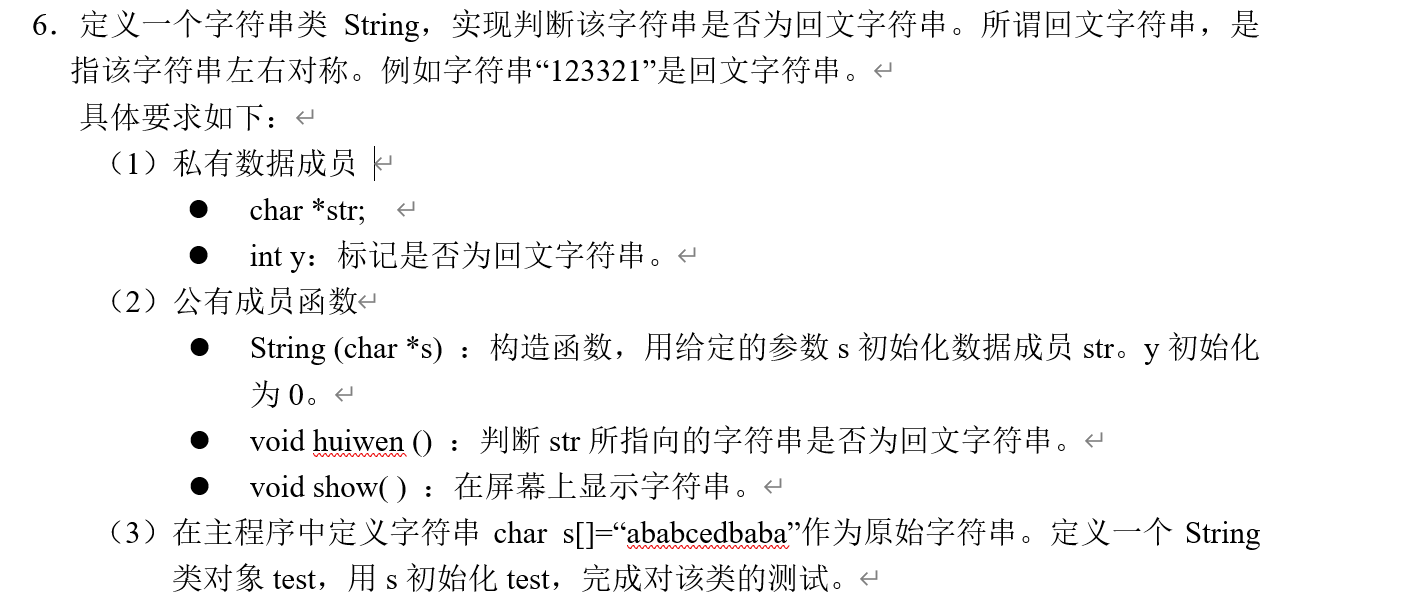 6．定义一个字符串类 String，实现判断该字符串是否为回文字符串。所谓回文字符串，是
指该字符串左右对称。例如字符串“123321”是回文字符串。↵
具体要求如下：↵
（1）私有数据成员 ↵
● char *str; ↵
● int y：标记是否为回文字符串。↵
（2）公有成员函数↵
● String (char *s) ：构造函数，用给定的参数 s 初始化数据成员 str。y 初始化
为 0。↵
● void huiwen () ：判断 str 所指向的字符串是否为回文字符串。↵
● void show( ) ：在屏幕上显示字符串。↵
（3）在主程序中定义字符串 char s[]=“ababcedbaba”作为原始字符串。定义一个 String
类对象 test，用 s 初始化 test，完成对该类的测试。↵